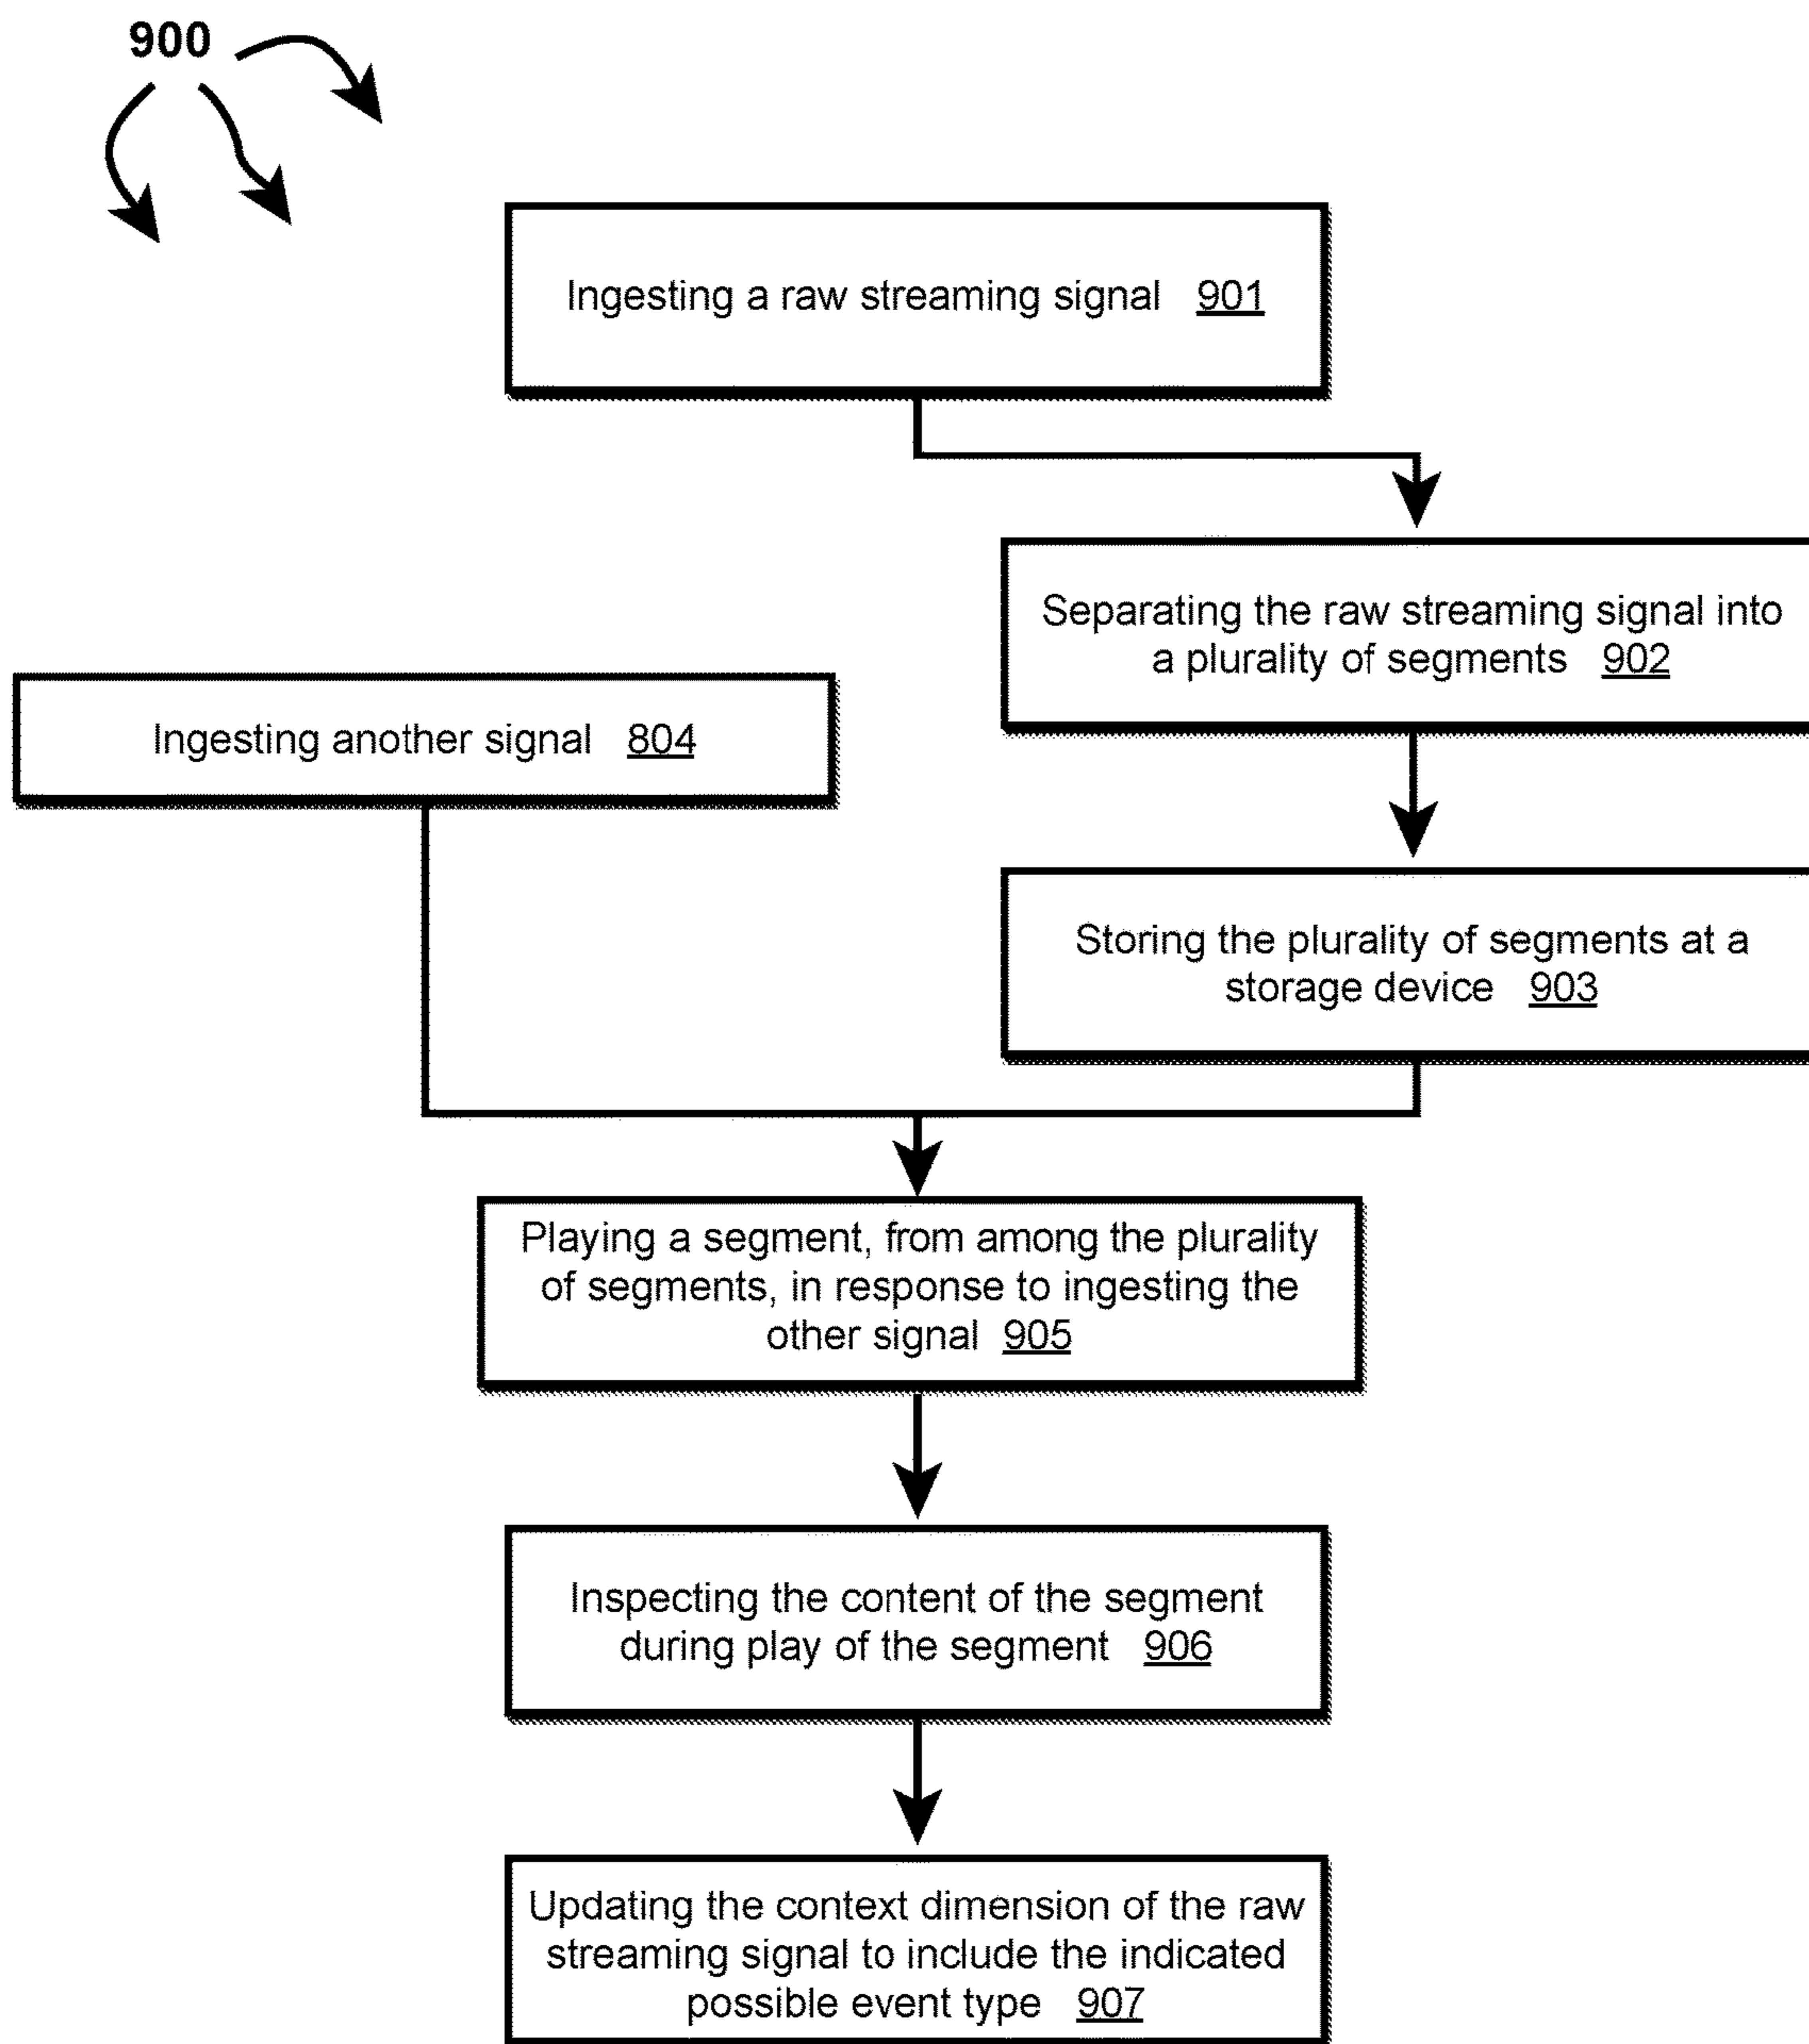 900
Ingesting a raw streaming signal 901
Separating the raw streaming signal into
a plurality of segments 902
Ingesting another signal 804
Storing the plurality of segments at a
storage device 903
Playing a segment, from among the plurality
of segments, in response to ingesting the
other signal 905
Inspecting the content of the segment
during play of the segment 906
Updating the context dimension of the raw
streaming signal to include the indicated
possible event type 907